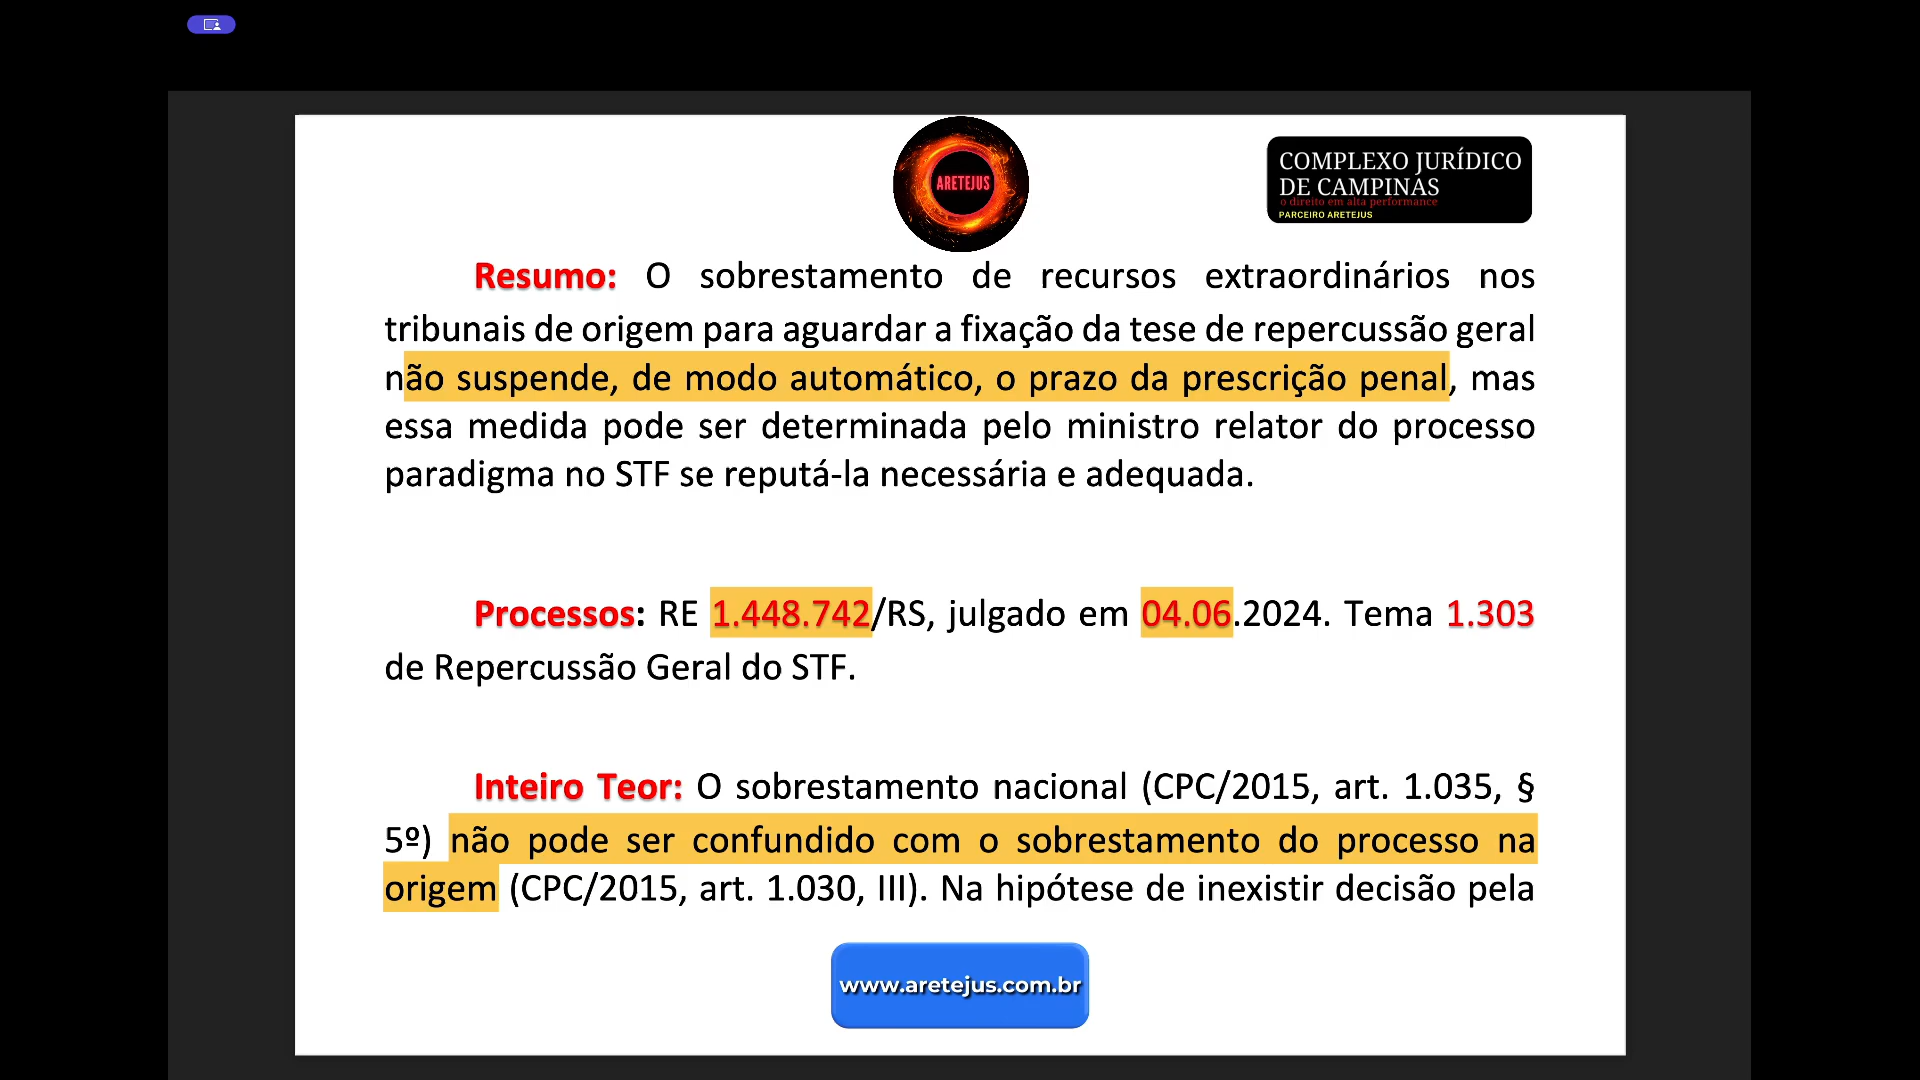 ARETEJUS
COMPLEXO JURÍDICO
DE CAMPINAS
o direito em alta performance
PARCEIRO ARETEJUS
Resumo: O sobrestamento de recursos extraordinários nos
tribunais de origem para aguardar a fixação da tese de repercussão geral
não suspende, de modo automático, o prazo da prescrição penal, mas
essa medida pode ser determinada pelo ministro relator do processo
paradigma no STF se reputá-la necessária e adequada.
Processos: RE 1.448.742/RS, julgado em 04.06.2024. Tema 1.303
de Repercussão Geral do STF.
Inteiro Teor: O sobrestamento nacional (CPC/2015, art. 1.035, §
5º) não pode ser confundido com o sobrestamento do processo na
origem (CPC/2015, art. 1.030, III). Na hipótese de inexistir decisão pela
www.aretejus.com.br